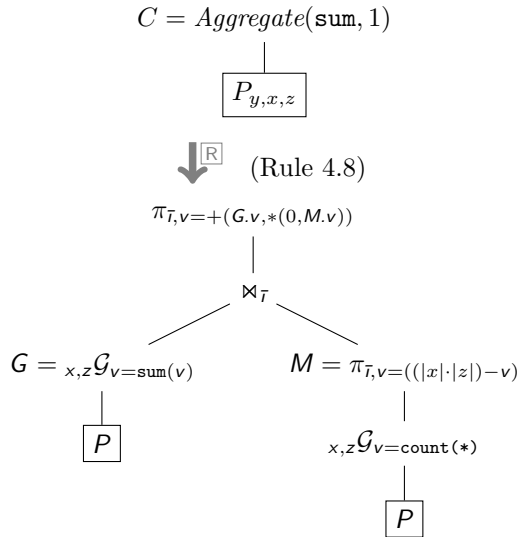 C = Aggregate(sum, 1)
P_{y,x,z}
R (Rule 4.8)
π_{ī,v=+(G.v,*(0,M.v))}
⋈_ī
G = _{x,z}𝒢_{v=sum(v)} M = π_{ī,v=((|x|·|z|)−v)}
P
_{x,z}𝒢_{v=count(*)}
P